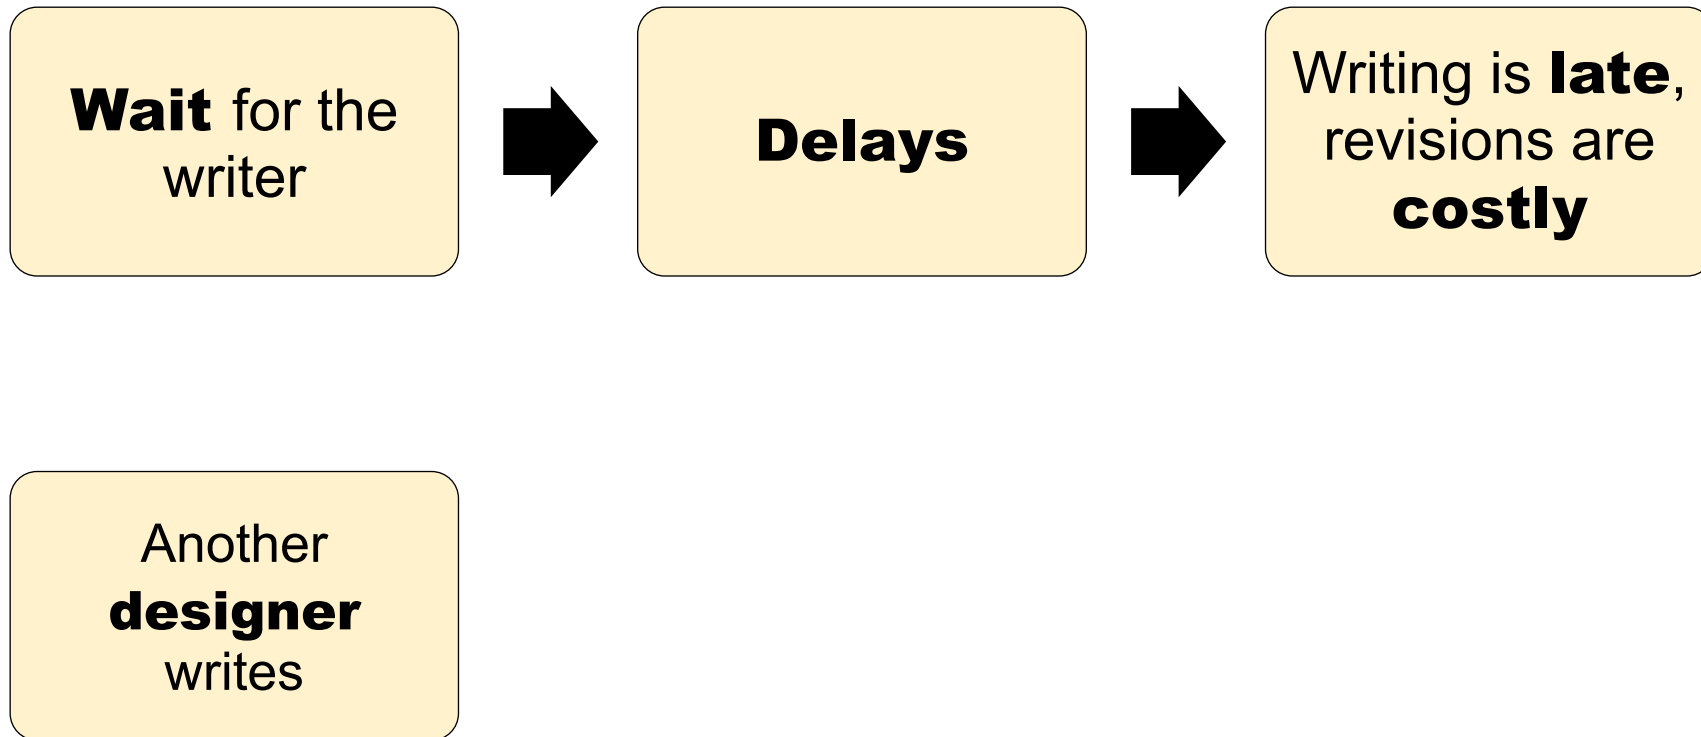 Wait for the
writer
Delays
Writing is late,
revisions are
costly
Another
designer
writes